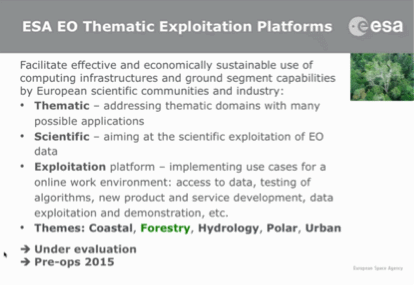 ESA EO Thematic Exploitation Platforms
esa
Facilitate effective and economically sustainable use of
computing infrastructures and ground segment capabilities
by European scientific communities and industry:
• Thematic – addressing thematic domains with many
possible applications
• Scientific – aiming at the scientific exploitation of EO
data
• Exploitation platform – implementing use cases for a
online work environment: access to data, testing of
algorithms, new product and service development, data
exploitation and demonstration, etc.
• Themes: Coastal, Forestry, Hydrology, Polar, Urban
→ Under evaluation
→ Pre-ops 2015
European Space Agency